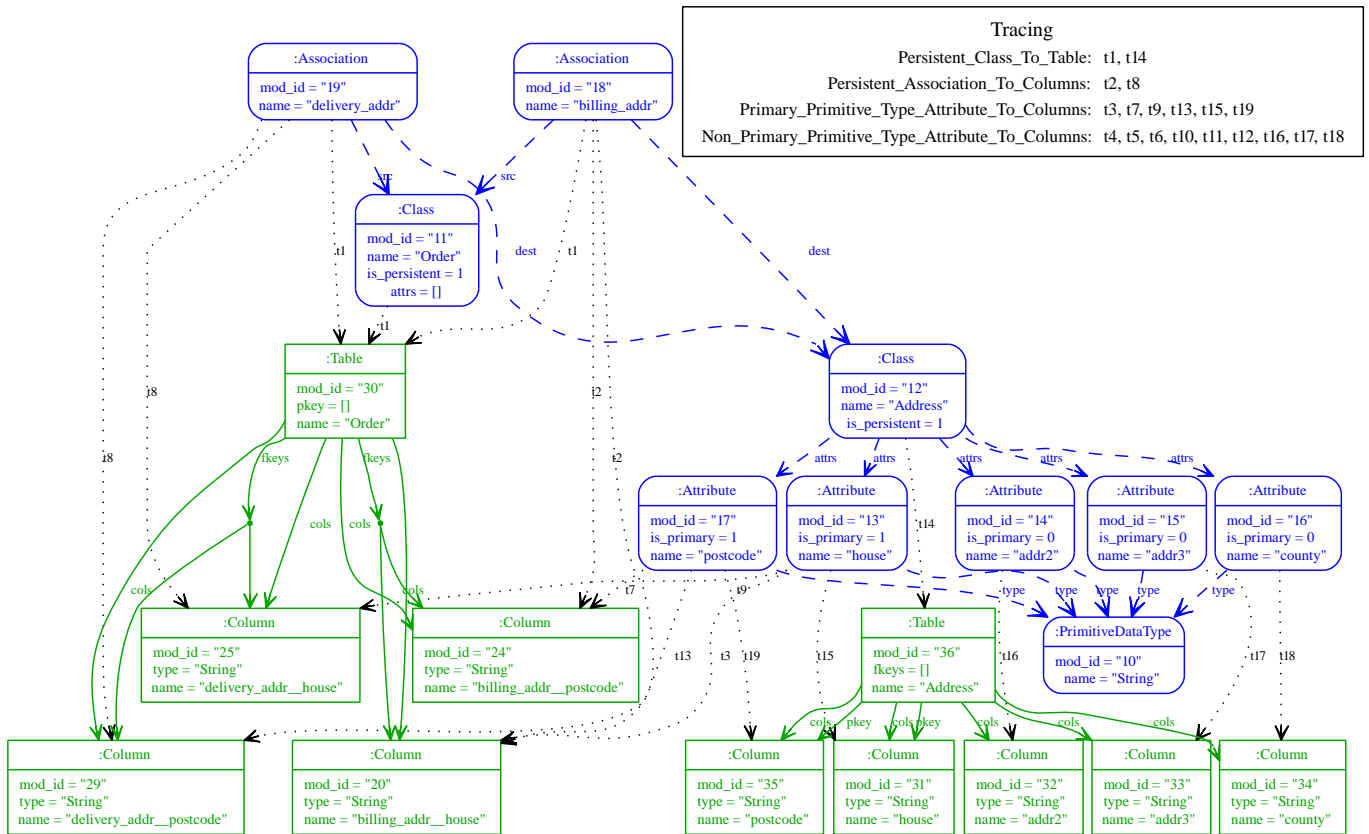 Tracing
Persistent_Class_To_Table: t1, t14
Persistent_Association_To_Columns: t2, t8
Primary_Primitive_Type_Attribute_To_Columns: t3, t7, t9, t13, t15, t19
Non_Primary_Primitive_Type_Attribute_To_Columns: t4, t5, t6, t10, t11, t12, t16, t17, t18
:Association
mod_id = "19"
name = "delivery_addr"
:Association
mod_id = "18"
name = "billing_addr"
src
src
:Class
mod_id = "11"
name = "Order"
is_persistent = 1
attrs = []
t1
dest
t1
dest
t1
:Table
mod_id = "30"
pkey = []
name = "Order"
:Class
mod_id = "12"
name = "Address"
is_persistent = 1
t8
t2
t8
fkeys
fkeys
t2
attrs
attrs
attrs
attrs
attrs
:Attribute
mod_id = "17"
is_primary = 1
name = "postcode"
:Attribute
mod_id = "13"
is_primary = 1
name = "house"
:Attribute
mod_id = "14"
is_primary = 0
name = "addr2"
:Attribute
mod_id = "15"
is_primary = 0
name = "addr3"
:Attribute
mod_id = "16"
is_primary = 0
name = "county"
cols
cols
t14
cols
cols
t7
t9
type
type
type
type
type
:Column
mod_id = "25"
type = "String"
name = "delivery_addr__house"
:Column
mod_id = "24"
type = "String"
name = "billing_addr__postcode"
:Table
mod_id = "36"
fkeys = []
name = "Address"
:PrimitiveDataType
mod_id = "10"
name = "String"
t13
t3
t19
t15
t16
t17
t18
cols
pkey
cols
pkey
cols
cols
cols
:Column
mod_id = "29"
type = "String"
name = "delivery_addr__postcode"
:Column
mod_id = "20"
type = "String"
name = "billing_addr__house"
:Column
mod_id = "35"
type = "String"
name = "postcode"
:Column
mod_id = "31"
type = "String"
name = "house"
:Column
mod_id = "32"
type = "String"
name = "addr2"
:Column
mod_id = "33"
type = "String"
name = "addr3"
:Column
mod_id = "34"
type = "String"
name = "county"